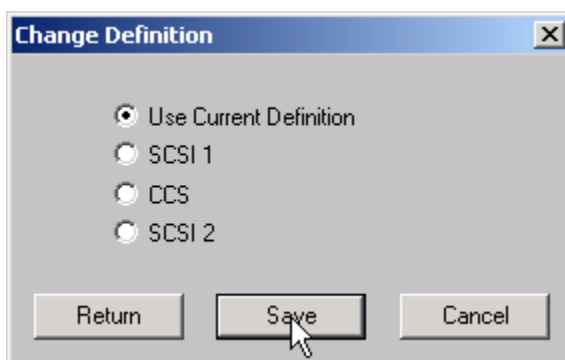 Change Definition
Use Current Definition
SCSI 1
CCS
SCSI 2
Return Save Cancel